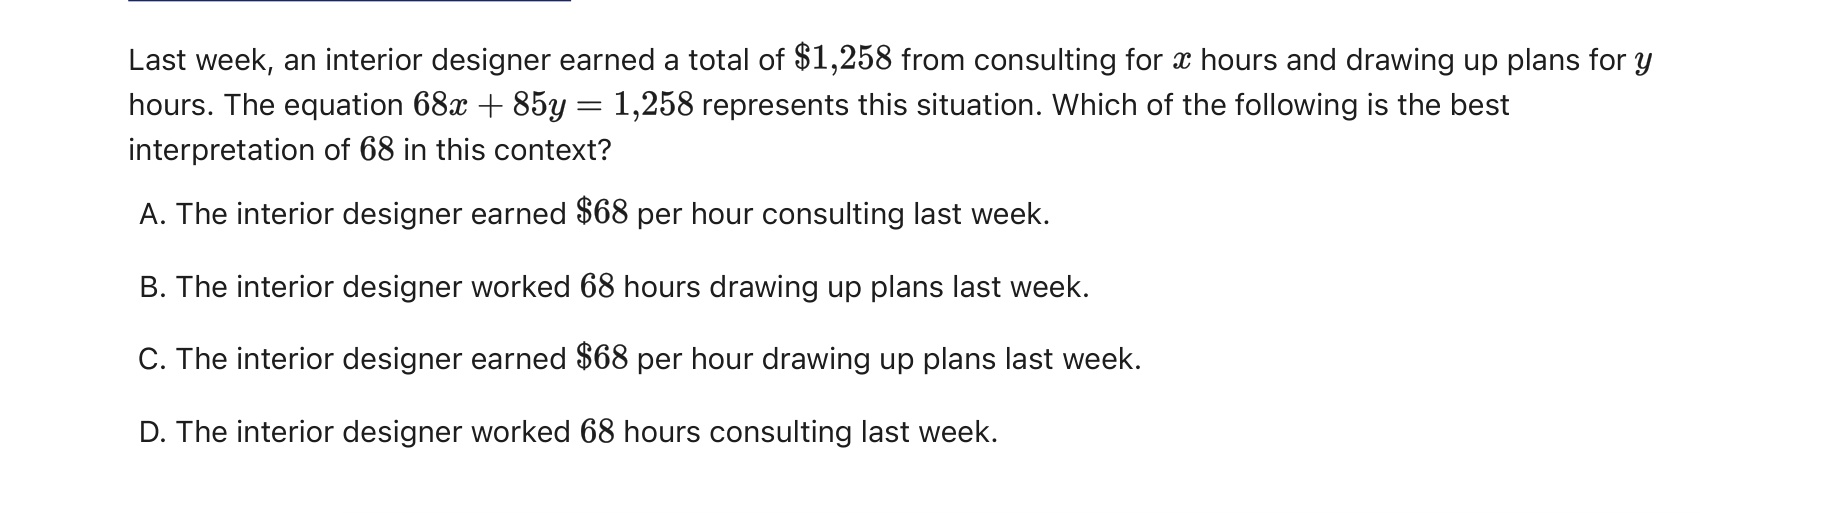 Last week, an interior designer earned a total of $1,258 from consulting for x hours and drawing up plans for y
hours. The equation 68x + 85y = 1,258 represents this situation. Which of the following is the best
interpretation of 68 in this context?
A. The interior designer earned $68 per hour consulting last week.
B. The interior designer worked 68 hours drawing up plans last week.
C. The interior designer earned $68 per hour drawing up plans last week.
D. The interior designer worked 68 hours consulting last week.